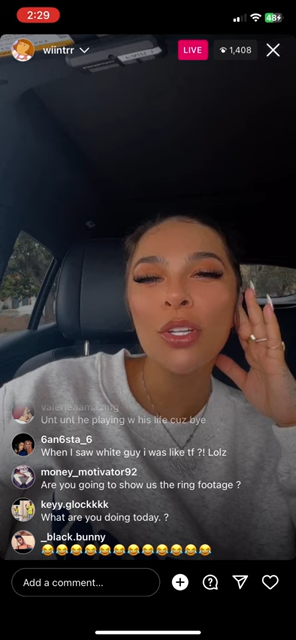 2:29
48
wiintrr
LIVE
1,408
Unt unt he playing w his life cuz bye
6an6sta_6
When I saw white guy i was like tf ?! Lolz
money_motivator92
Are you going to show us the ring footage ?
keyy.glockkkk
What are you doing today. ?
_black.bunny
😂😂😂😂😂😂😂😂😂😂😂😂
Add a comment...